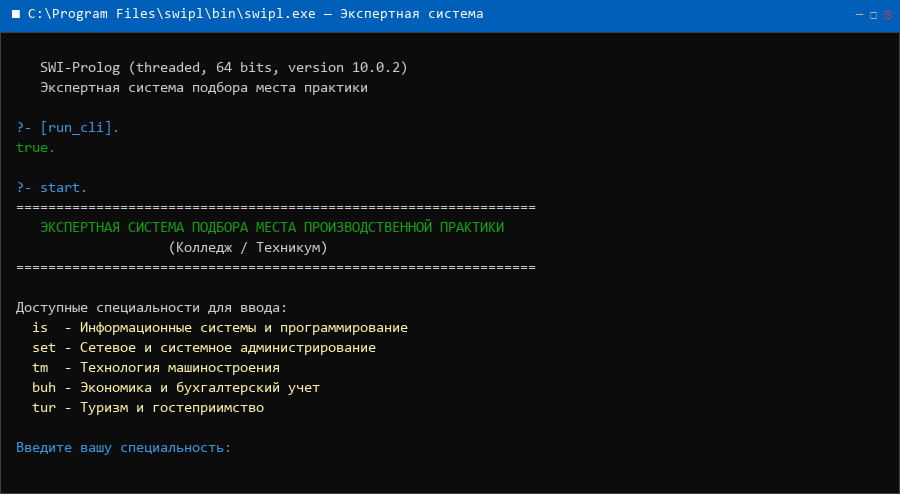 C:\Program Files\swipl\bin\swipl.exe — Экспертная система
SWI-Prolog (threaded, 64 bits, version 10.0.2)
Экспертная система подбора места практики
?- [run_cli].
true.
?- start.
=================================================================
ЭКСПЕРТНАЯ СИСТЕМА ПОДБОРА МЕСТА ПРОИЗВОДСТВЕННОЙ ПРАКТИКИ
(Колледж / Техникум)
=================================================================
Доступные специальности для ввода:
is - Информационные системы и программирование
set - Сетевое и системное администрирование
tm - Технология машиностроения
buh - Экономика и бухгалтерский учет
tur - Туризм и гостеприимство
Введите вашу специальность: